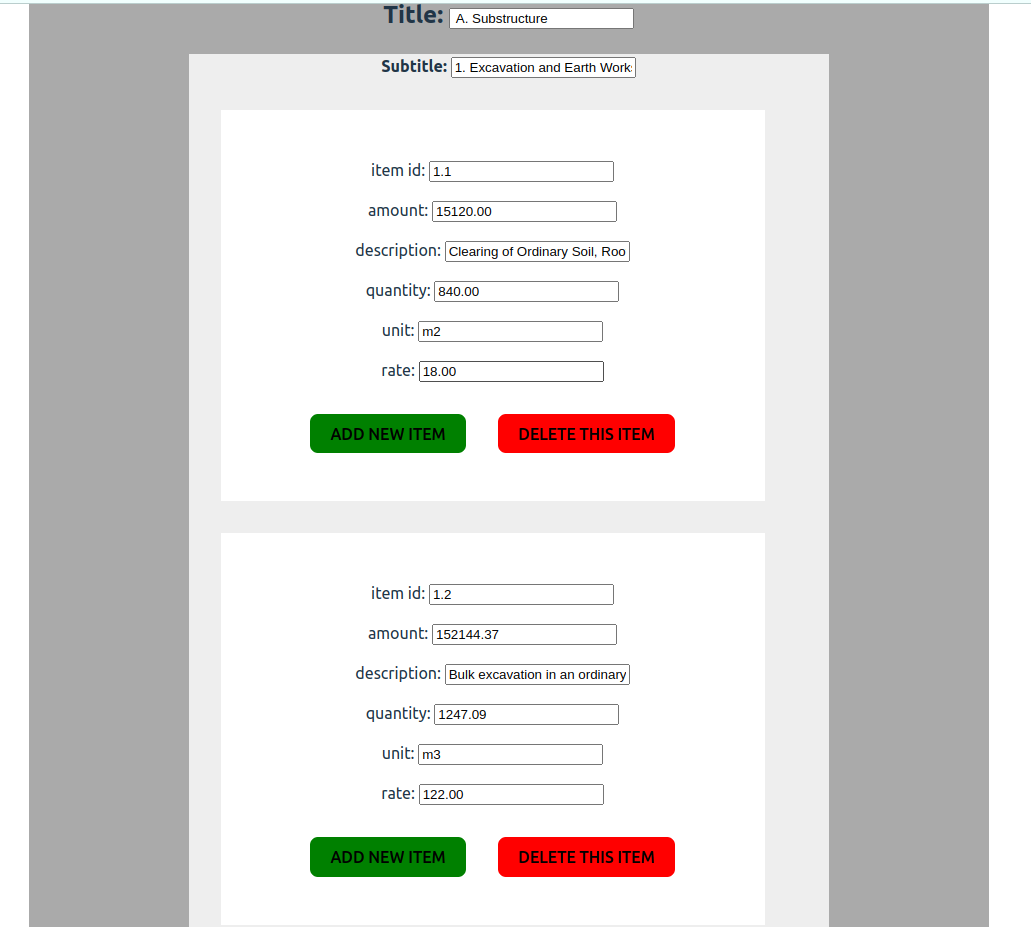 Title: A. Substructure
Subtitle: 1. Excavation and Earth Works
item id: 1.1
amount: 15120.00
description: Clearing of Ordinary Soil, Roo
quantity: 840.00
unit: m2
rate: 18.00
ADD NEW ITEM DELETE THIS ITEM
item id: 1.2
amount: 152144.37
description: Bulk excavation in an ordinary
quantity: 1247.09
unit: m3
rate: 122.00
ADD NEW ITEM DELETE THIS ITEM